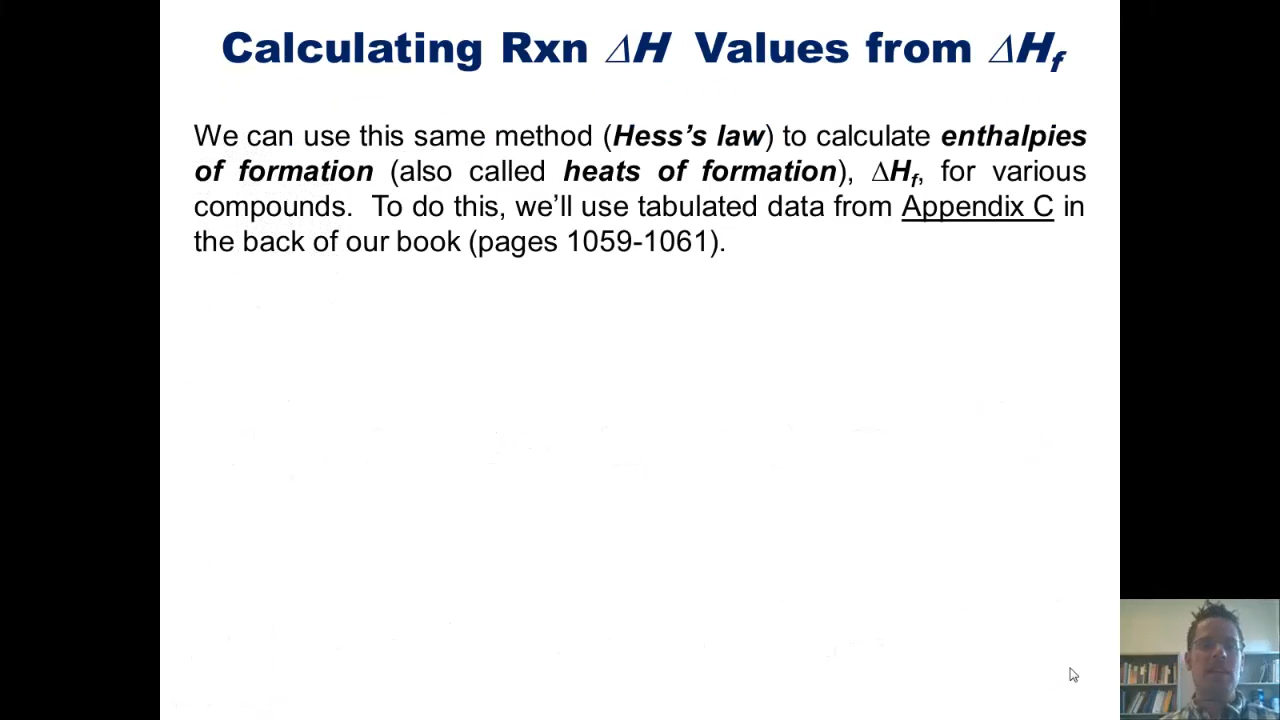 Calculating Rxn ΔH Values from ΔHf
We can use this same method (Hess’s law) to calculate enthalpies
of formation (also called heats of formation), ΔHf, for various
compounds. To do this, we’ll use tabulated data from Appendix C in
the back of our book (pages 1059-1061).